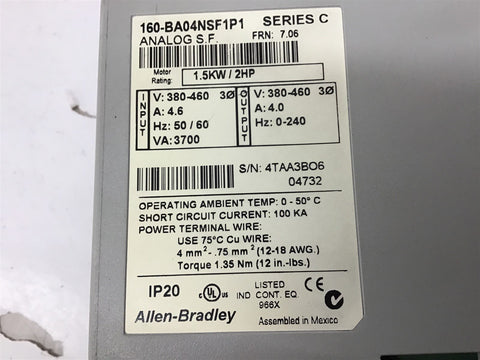 160-BA04NSF1P1 SERIES C
ANALOG S.F. FRN: 7.06
Motor Rating: 1.5KW / 2HP
INPUT
V: 380-460 3Ø
A: 4.6
Hz: 50 / 60
VA: 3700
OUTPUT
V: 380-460 3Ø
A: 4.0
Hz: 0-240
S/N: 4TAA3BO6
04732
OPERATING AMBIENT TEMP: 0 - 50° C
SHORT CIRCUIT CURRENT: 100 KA
POWER TERMINAL WIRE:
USE 75°C Cu WIRE:
4 mm² - .75 mm² (12-18 AWG.)
Torque 1.35 Nm (12 in.-lbs.)
IP20 c UL us LISTED
IND CONT. EQ
966X
Allen-Bradley Assembled in Mexico